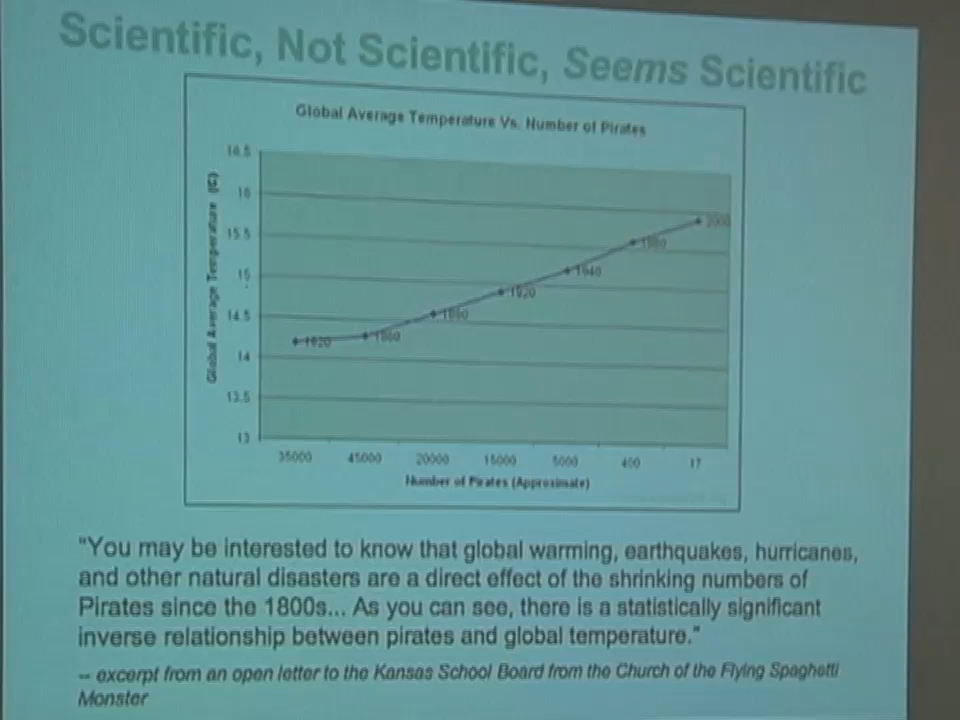 Scientific, Not Scientific, Seems Scientific
Global Average Temperature Vs. Number of Pirates
Global Average Temperature (C)
16.5
16
15.5
15
14.5
14
13.5
13
1820
1860
1880
1920
1940
1980
2000
35000
45000
20000
15000
5000
400
17
Number of Pirates (Approximate)
"You may be interested to know that global warming, earthquakes, hurricanes,
and other natural disasters are a direct effect of the shrinking numbers of
Pirates since the 1800s... As you can see, there is a statistically significant
inverse relationship between pirates and global temperature."
-- excerpt from an open letter to the Kansas School Board from the Church of the Flying Spaghetti
Monster